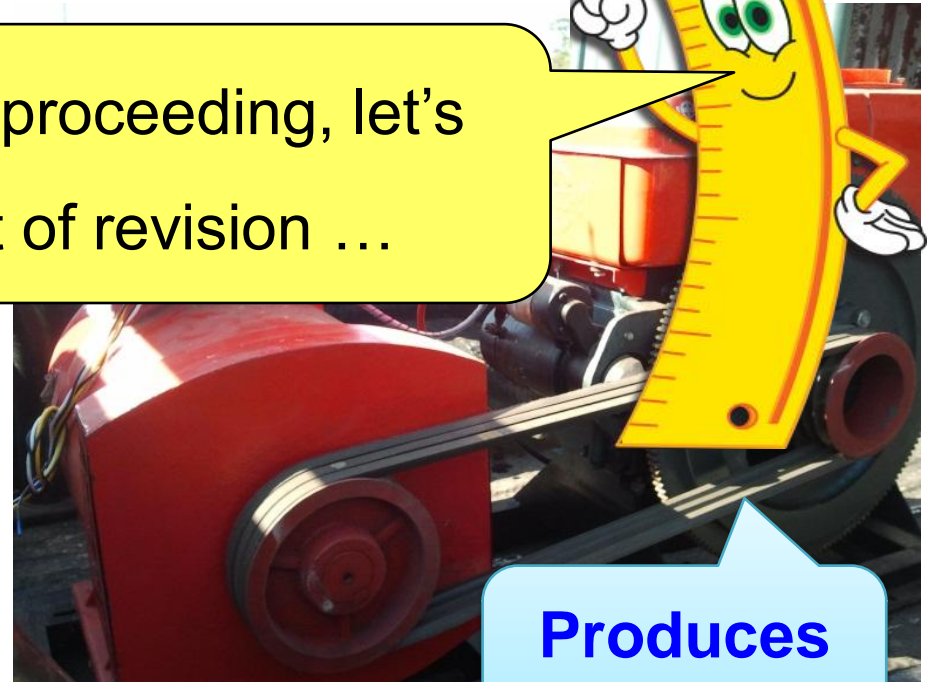 proceeding, let’s
of revision …
Produces